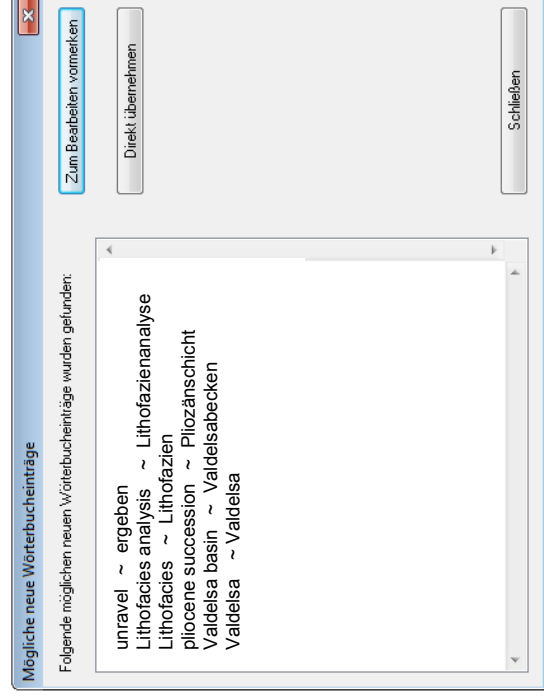 Mögliche neue Wörterbucheinträge
Folgende möglichen neuen Wörterbucheinträge wurden gefunden:
unravel ~ ergeben
Lithofacies analysis ~ Lithofazienanalyse
Lithofacies ~ Lithofazien
pliocene succession ~ Pliozänschicht
Valdelsa basin ~ Valdelsabecken
Valdelsa ~ Valdelsa
Zum Bearbeiten vormerken
Direkt übernehmen
Schließen